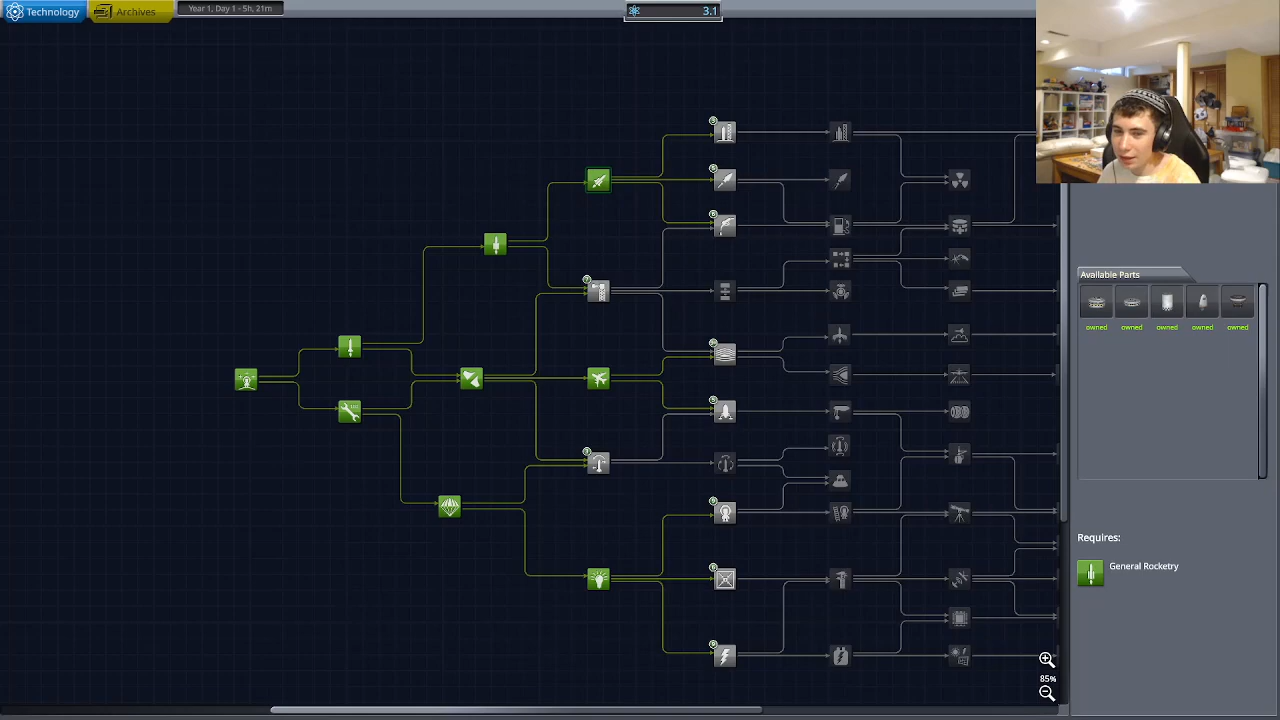 Technology
Archives
Year 1, Day 1 - 5h, 21m
3.1
Available Parts
owned
owned
owned
owned
owned
Requires:
General Rocketry
85%